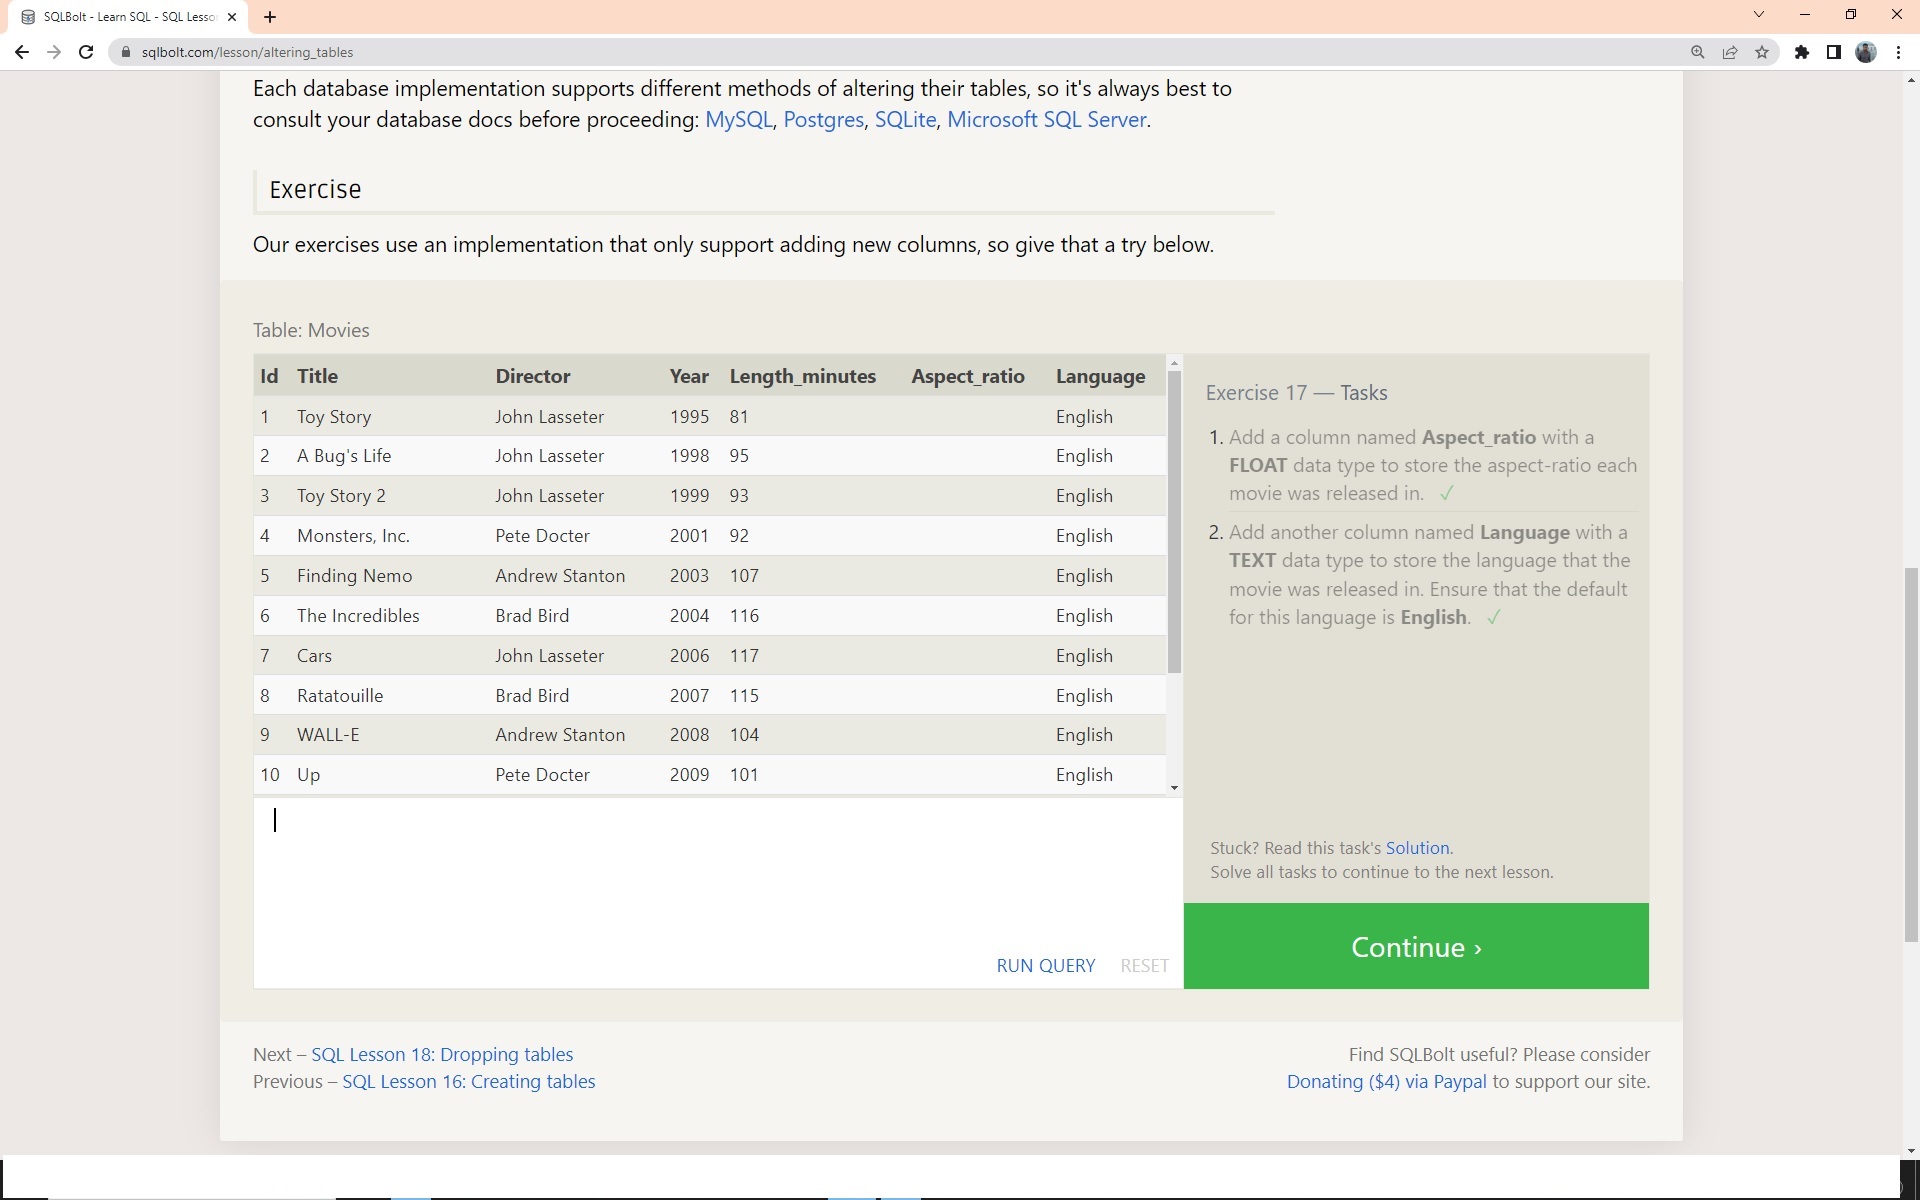 SQLBolt - Learn SQL - SQL Lesso
sqlbolt.com/lesson/altering_tables
Each database implementation supports different methods of altering their tables, so it's always best to
consult your database docs before proceeding: MySQL, Postgres, SQLite, Microsoft SQL Server.
Exercise
Our exercises use an implementation that only support adding new columns, so give that a try below.
Table: Movies
Id Title Director Year Length_minutes Aspect_ratio Language
1 Toy Story John Lasseter 1995 81 English
2 A Bug's Life John Lasseter 1998 95 English
3 Toy Story 2 John Lasseter 1999 93 English
4 Monsters, Inc. Pete Docter 2001 92 English
5 Finding Nemo Andrew Stanton 2003 107 English
6 The Incredibles Brad Bird 2004 116 English
7 Cars John Lasseter 2006 117 English
8 Ratatouille Brad Bird 2007 115 English
9 WALL-E Andrew Stanton 2008 104 English
10 Up Pete Docter 2009 101 English
RUN QUERY RESET
Exercise 17 — Tasks
1. Add a column named Aspect_ratio with a
FLOAT data type to store the aspect-ratio each
movie was released in. ✓
2. Add another column named Language with a
TEXT data type to store the language that the
movie was released in. Ensure that the default
for this language is English. ✓
Stuck? Read this task's Solution.
Solve all tasks to continue to the next lesson.
Continue ›
Next – SQL Lesson 18: Dropping tables
Previous – SQL Lesson 16: Creating tables
Find SQLBolt useful? Please consider
Donating ($4) via Paypal to support our site.